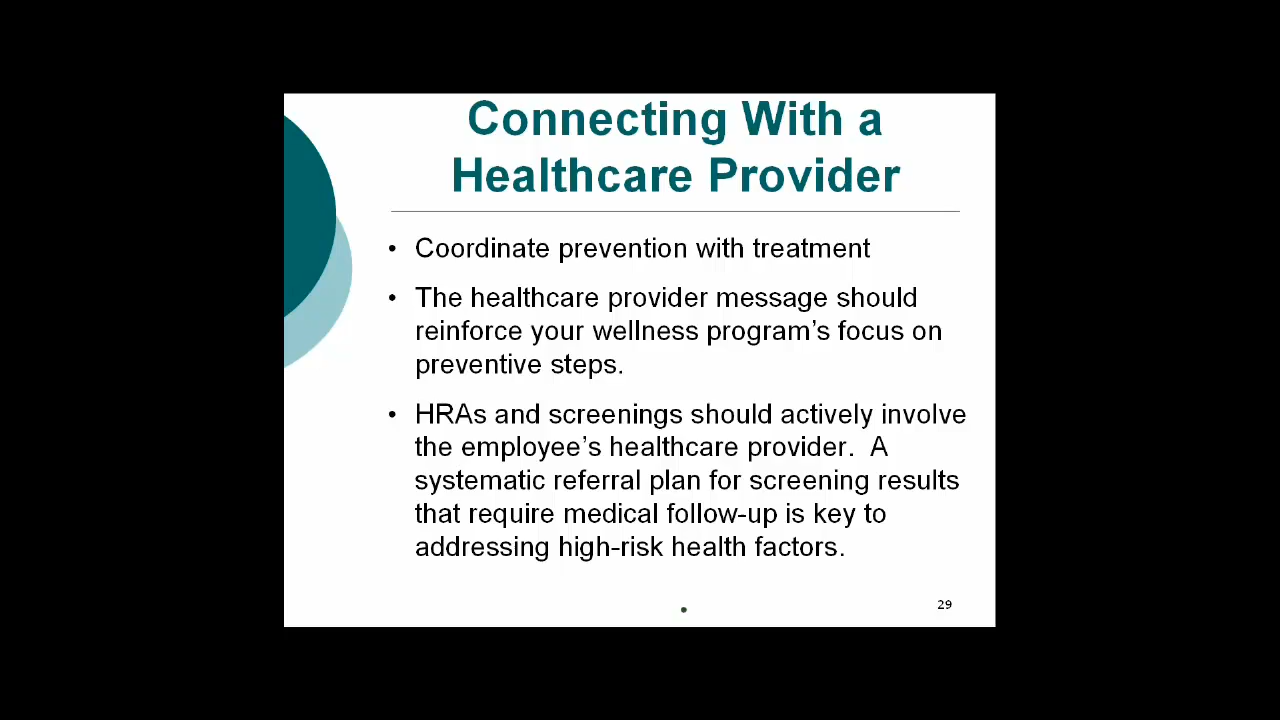 Connecting With a
Healthcare Provider
• Coordinate prevention with treatment
• The healthcare provider message should
reinforce your wellness program’s focus on
preventive steps.
• HRAs and screenings should actively involve
the employee’s healthcare provider.  A
systematic referral plan for screening results
that require medical follow-up is key to
addressing high-risk health factors.
29